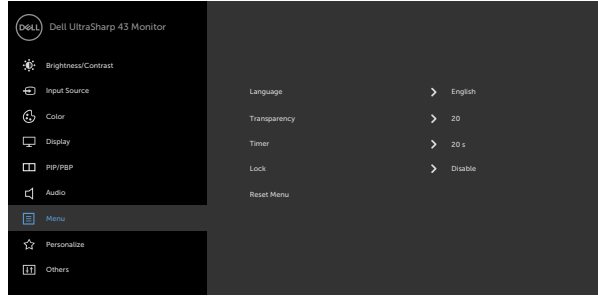 DELL
Dell UltraSharp 43 Monitor
Brightness/Contrast
Input Source
Color
Display
PIP/PBP
Audio
Menu
Personalize
Others
Language English
Transparency 20
Timer 20 s
Lock Disable
Reset Menu